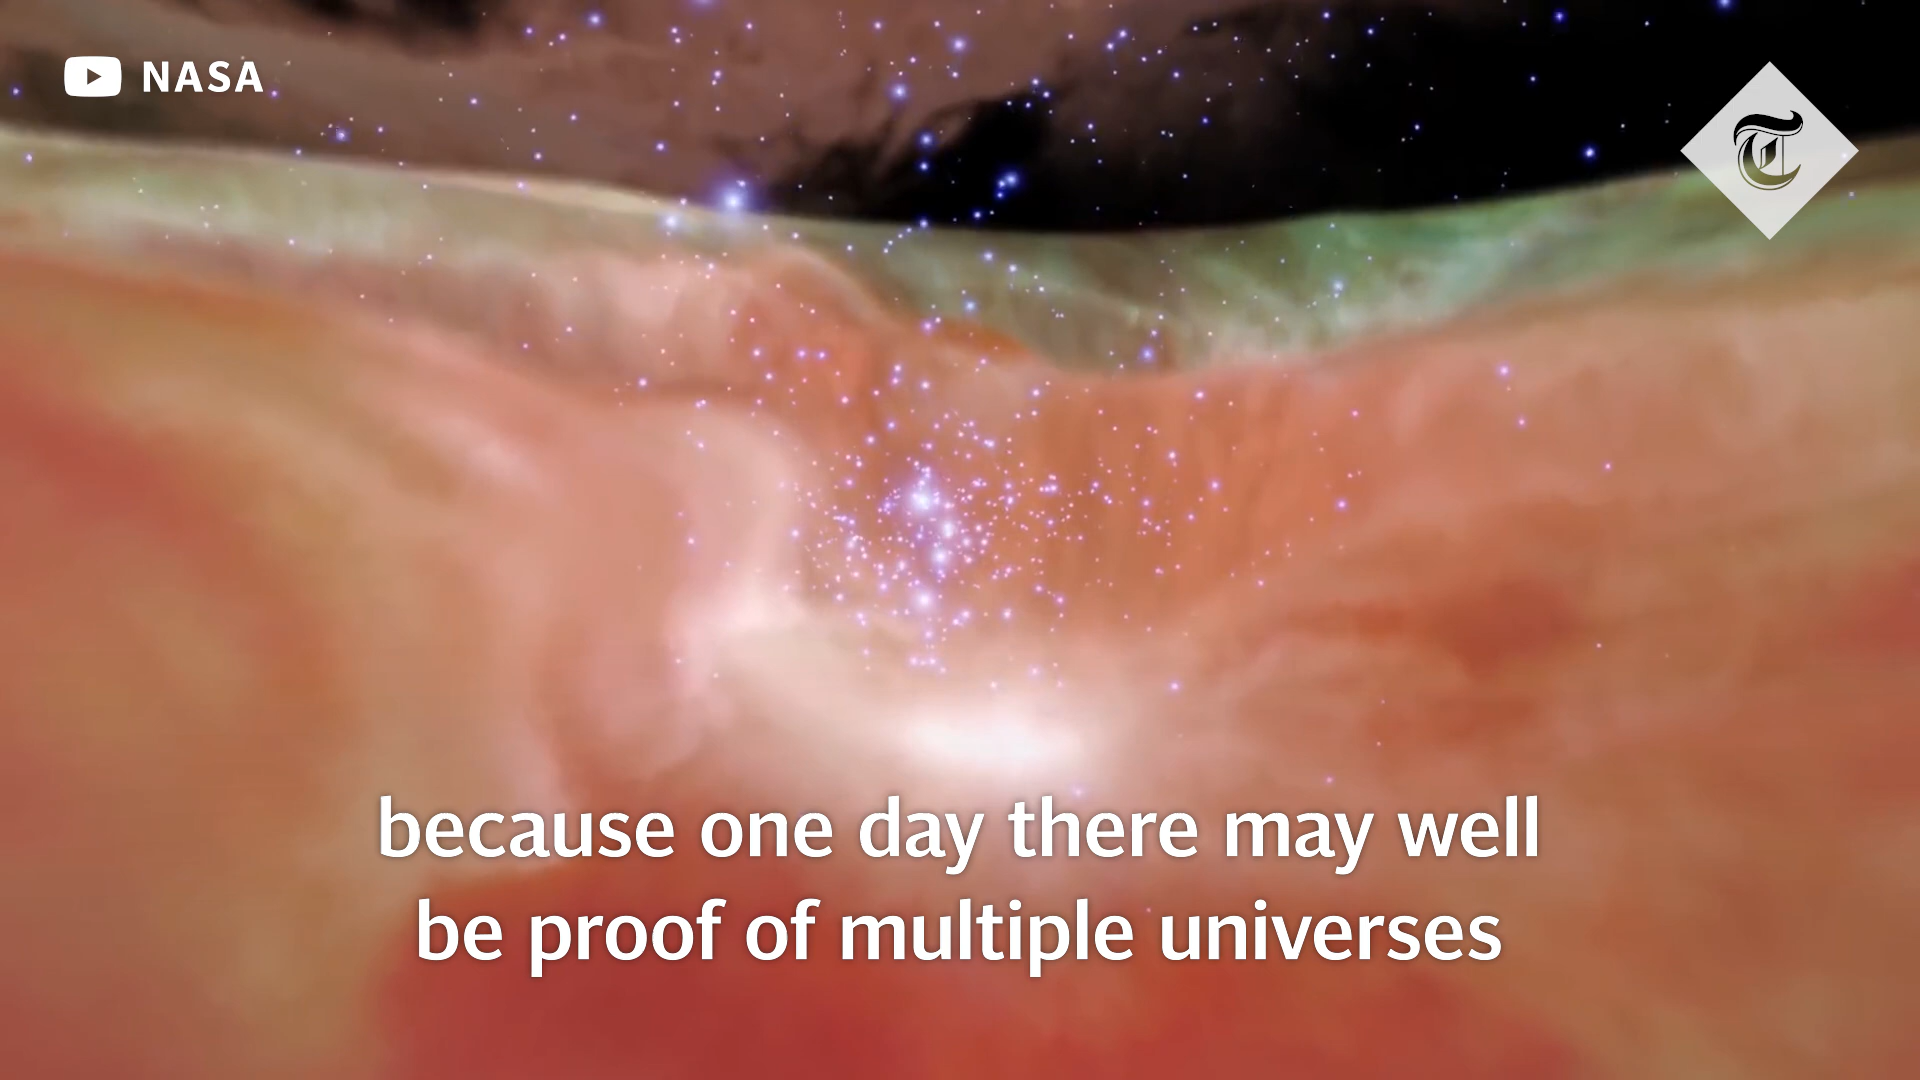 NASA
T
because one day there may well
be proof of multiple universes